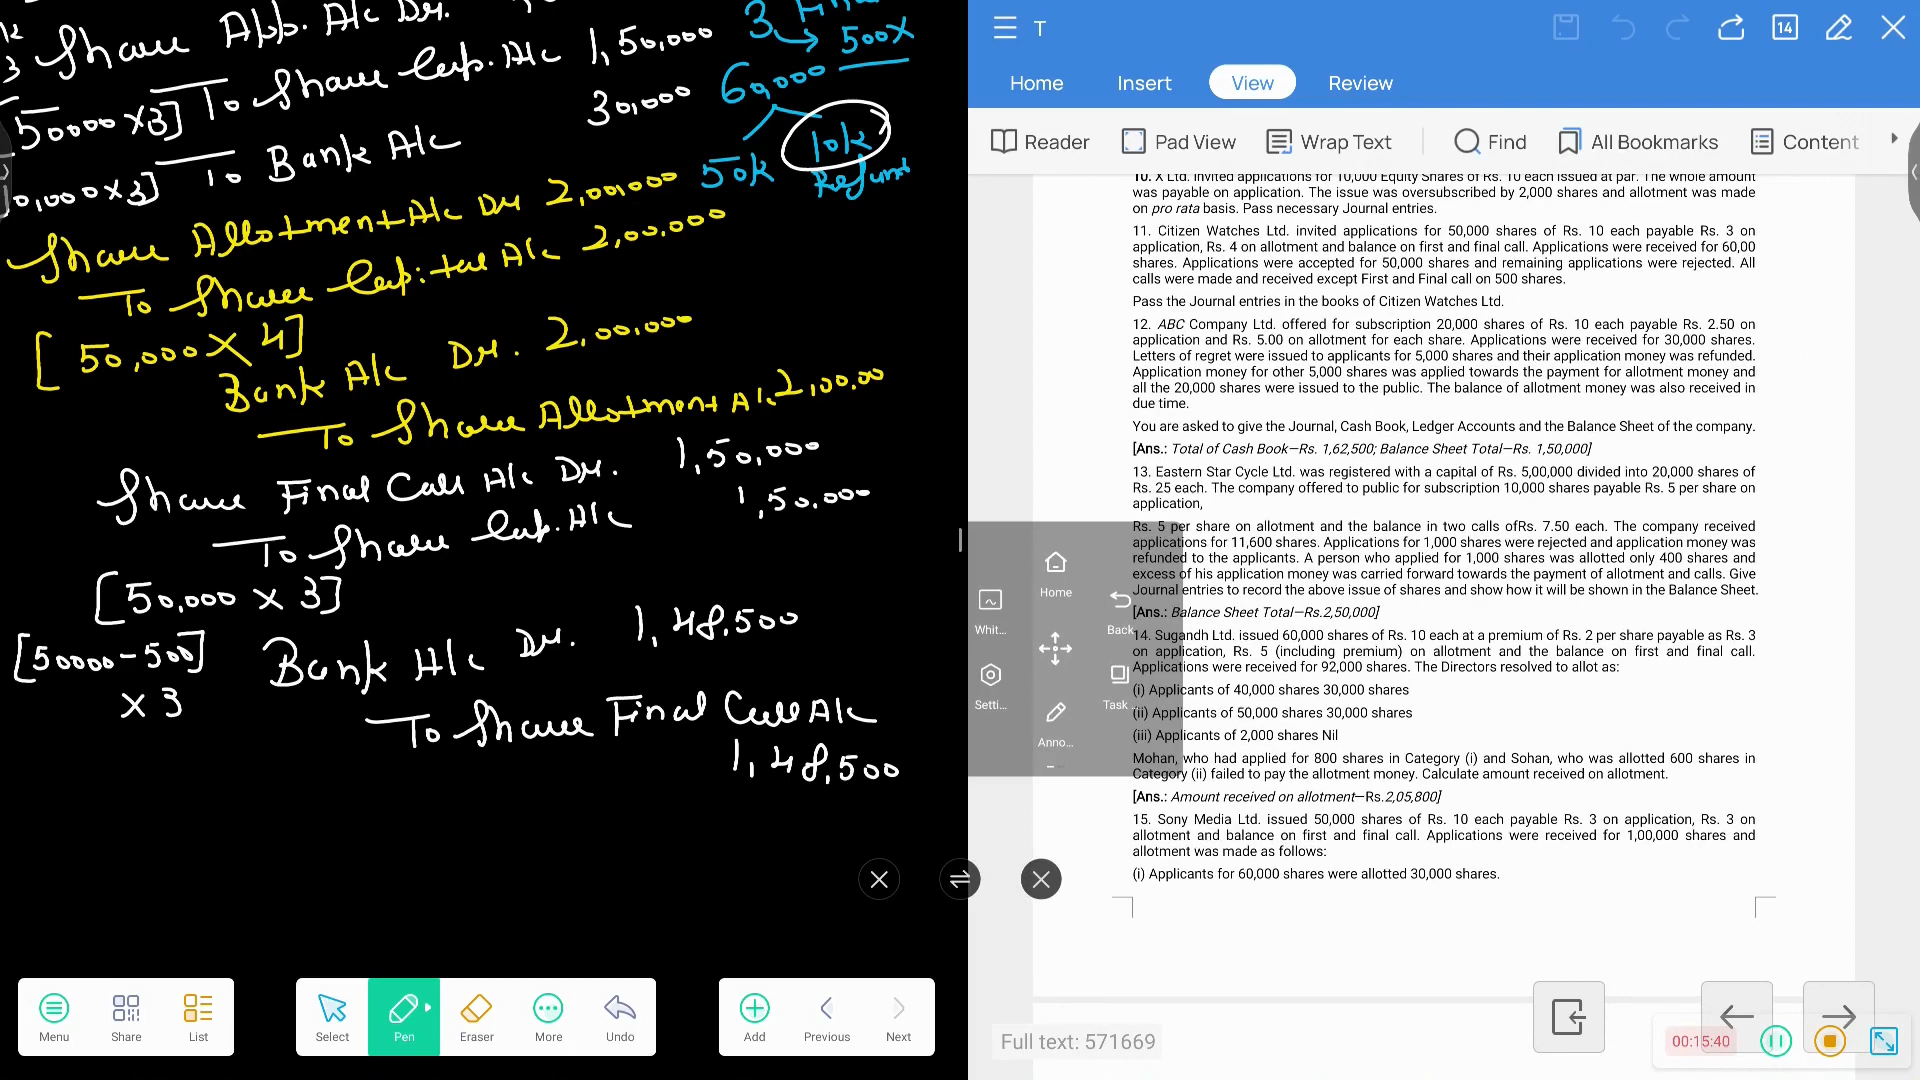 Share App. A/c Dr.
To Share Cap. A/c 1,50,000
[50000 x 3]
To Bank A/c 30,000
0,000 x 3]
3 Final
500 x
60,000
50k 10k
Refund
Share Allotment A/c Dr 2,00,000
To Share Capital A/c 2,00,000
[50,000 x 4]
Bank A/c Dr. 2,00,000
To Share Allotment A/c 2,00,00
Share Final Call A/c Dr. 1,50,000
To Share Cap. A/c 1,50,000
[50,000 x 3]
[50000 - 500] x 3
Bank A/c Dr. 1,48,500
To Share Final Call A/c
1,48,500
Menu Share List
Select Pen Eraser More Undo
Add Previous Next
T
14
Home Insert View Review
Reader Pad View Wrap Text Find All Bookmarks Content
10. X Ltd. invited applications for 10,000 Equity Shares of Rs. 10 each issued at par. The whole amount
was payable on application. The issue was oversubscribed by 2,000 shares and allotment was made
on pro rata basis. Pass necessary Journal entries.
11. Citizen Watches Ltd. invited applications for 50,000 shares of Rs. 10 each payable Rs. 3 on
application, Rs. 4 on allotment and balance on first and final call. Applications were received for 60,00
shares. Applications were accepted for 50,000 shares and remaining applications were rejected. All
calls were made and received except First and Final call on 500 shares.
Pass the Journal entries in the books of Citizen Watches Ltd.
12. ABC Company Ltd. offered for subscription 20,000 shares of Rs. 10 each payable Rs. 2.50 on
application and Rs. 5.00 on allotment for each share. Applications were received for 30,000 shares.
Letters of regret were issued to applicants for 5,000 shares and their application money was refunded.
Application money for other 5,000 shares was applied towards the payment for allotment money and
all the 20,000 shares were issued to the public. The balance of allotment money was also received in
due time.
You are asked to give the Journal, Cash Book, Ledger Accounts and the Balance Sheet of the company.
[Ans.: Total of Cash Book—Rs. 1,62,500; Balance Sheet Total—Rs. 1,50,000]
13. Eastern Star Cycle Ltd. was registered with a capital of Rs. 5,00,000 divided into 20,000 shares of
Rs. 25 each. The company offered to public for subscription 10,000 shares payable Rs. 5 per share on
application,
Rs. 5 per share on allotment and the balance in two calls ofRs. 7.50 each. The company received
applications for 11,600 shares. Applications for 1,000 shares were rejected and application money was
refunded to the applicants. A person who applied for 1,000 shares was allotted only 400 shares and
excess of his application money was carried forward towards the payment of allotment and calls. Give
Journal entries to record the above issue of shares and show how it will be shown in the Balance Sheet.
[Ans.: Balance Sheet Total—Rs.2,50,000]
14. Sugandh Ltd. issued 60,000 shares of Rs. 10 each at a premium of Rs. 2 per share payable as Rs. 3
on application, Rs. 5 (including premium) on allotment and the balance on first and final call.
Applications were received for 92,000 shares. The Directors resolved to allot as:
(i) Applicants of 40,000 shares 30,000 shares
(ii) Applicants of 50,000 shares 30,000 shares
(iii) Applicants of 2,000 shares Nil
Mohan, who had applied for 800 shares in Category (i) and Sohan, who was allotted 600 shares in
Category (ii) failed to pay the allotment money. Calculate amount received on allotment.
[Ans.: Amount received on allotment—Rs.2,05,800]
15. Sony Media Ltd. issued 50,000 shares of Rs. 10 each payable Rs. 3 on application, Rs. 3 on
allotment and balance on first and final call. Applications were received for 1,00,000 shares and
allotment was made as follows:
(i) Applicants for 60,000 shares were allotted 30,000 shares.
Home
Whit... Back
Setti... Task ...
Anno...
Full text: 571669
00:15:40